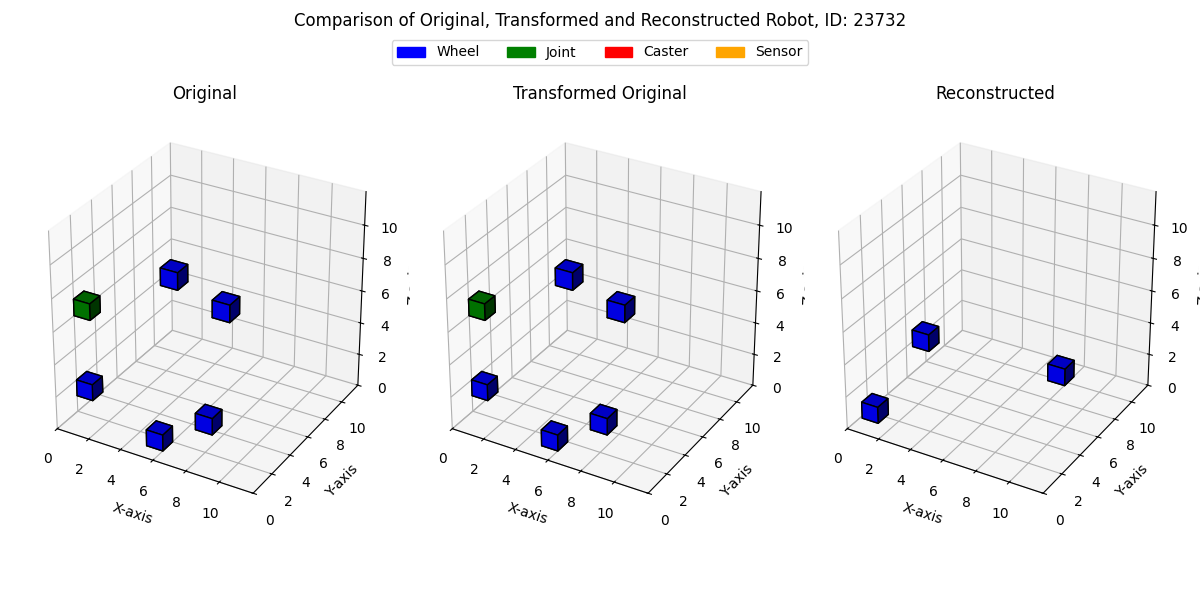 Comparison of Original, Transformed and Reconstructed Robot, ID: 23732
Wheel Joint Caster Sensor
Original Transformed Original Reconstructed
10 10 10
8 8 8
6 6 6
4 4 4
2 2 2
0 0 0
0 2 4 6 8 10 X-axis 0 2 4 6 8 10 Y-axis
0 2 4 6 8 10 X-axis 0 2 4 6 8 10 Y-axis
0 2 4 6 8 10 X-axis 0 2 4 6 8 10 Y-axis